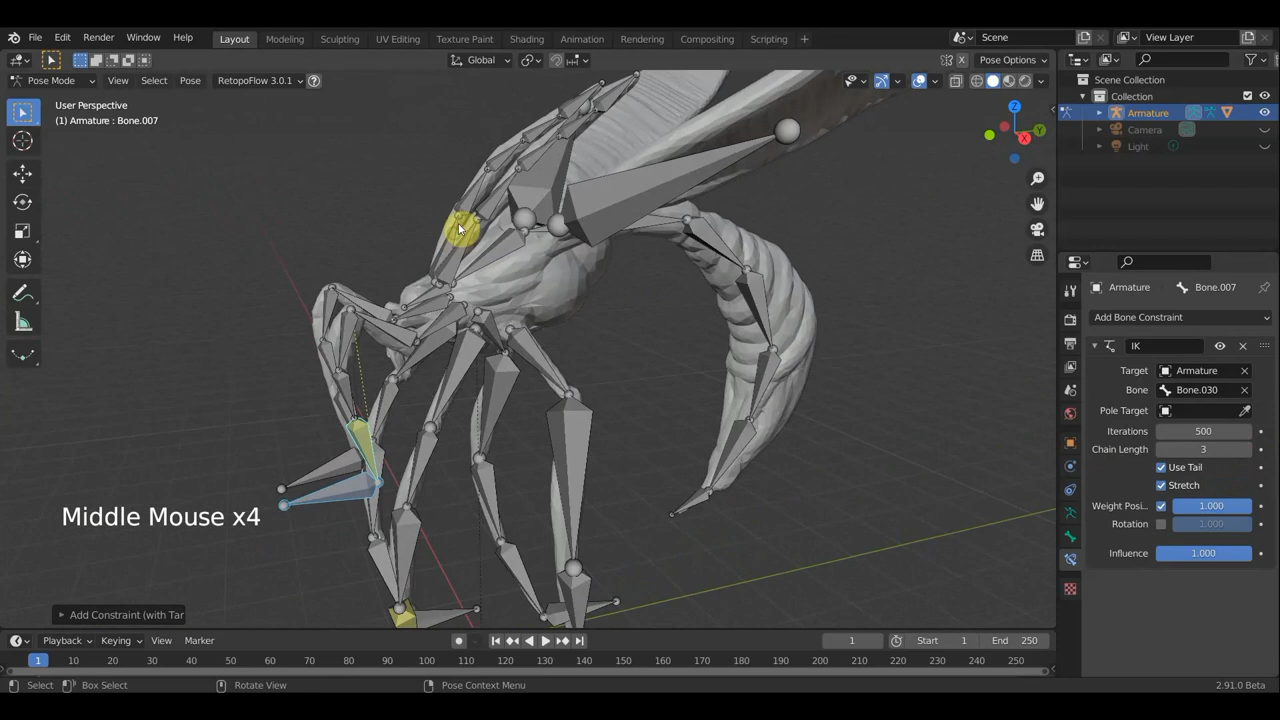 File Edit Render Window Help Layout Modeling Sculpting UV Editing Texture Paint Shading Animation Rendering Compositing Scripting + Scene View Layer
Global X Pose Options
Pose Mode View Select Pose RetopoFlow 3.0.1 ?
Scene Collection
Collection
Armature
Camera
Light
User Perspective
(1) Armature : Bone.007
Z
Y
X
Armature Bone.007
Add Bone Constraint
IK
Target Armature
Bone Bone.030
Pole Target
Iterations 500
Chain Length 3
Use Tail
Stretch
Weight Posi... 1.000
Rotation 1.000
Influence 1.000
Middle Mouse x4
Add Constraint (with Tar
Playback Keying View Marker 1 Start 1 End 250
1 10 20 30 40 50 60 70 80 90 100 110 120 130 140 150 160 170 180 190 200 210 220 230 240 250
Select Box Select Rotate View Pose Context Menu 2.91.0 Beta